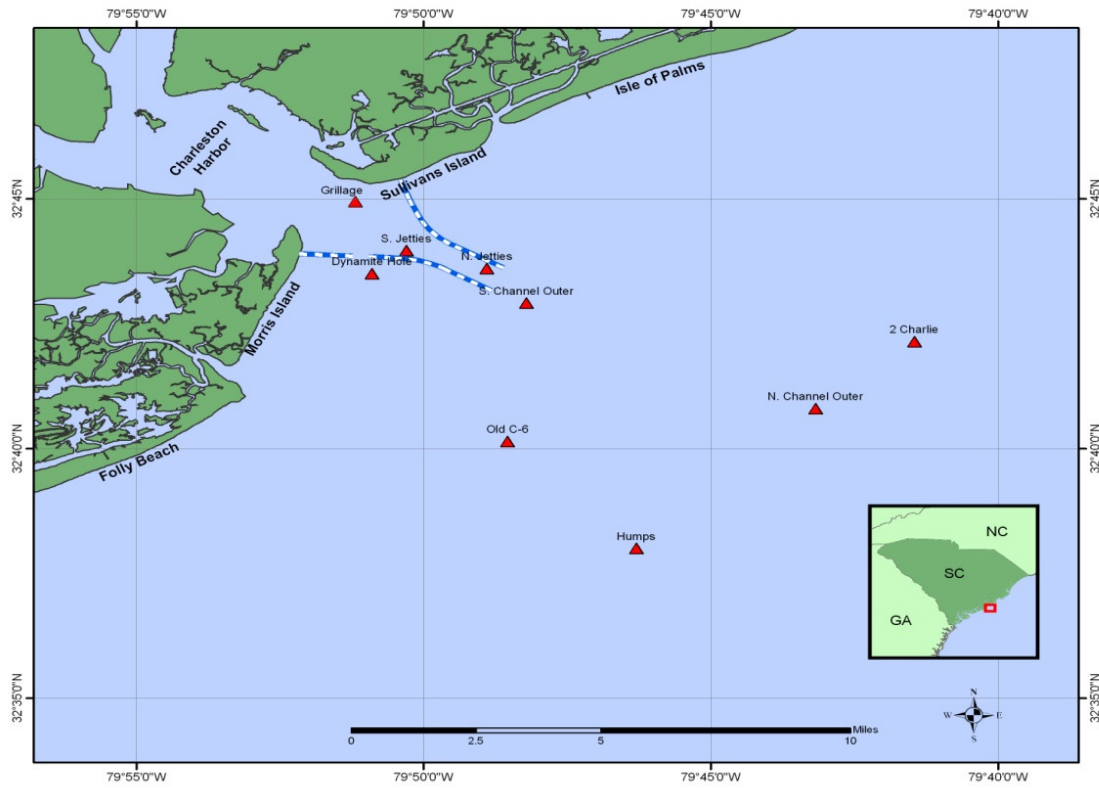 79°55'0"W
79°50'0"W
79°45'0"W
79°40'0"W
Isle of Palms
Charleston
Harbor
Sullivans Island
32°45'0"N
32°45'0"N
Grillage
S. Jetties
N. Jetties
Dynamite Hole
S. Channel Outer
Morris Island
2 Charlie
N. Channel Outer
Old C-6
32°40'0"N
32°40'0"N
Folly Beach
Humps
NC
SC
GA
32°35'0"N
32°35'0"N
N
W
E
S
Miles
0
2.5
5
10
79°55'0"W
79°50'0"W
79°45'0"W
79°40'0"W